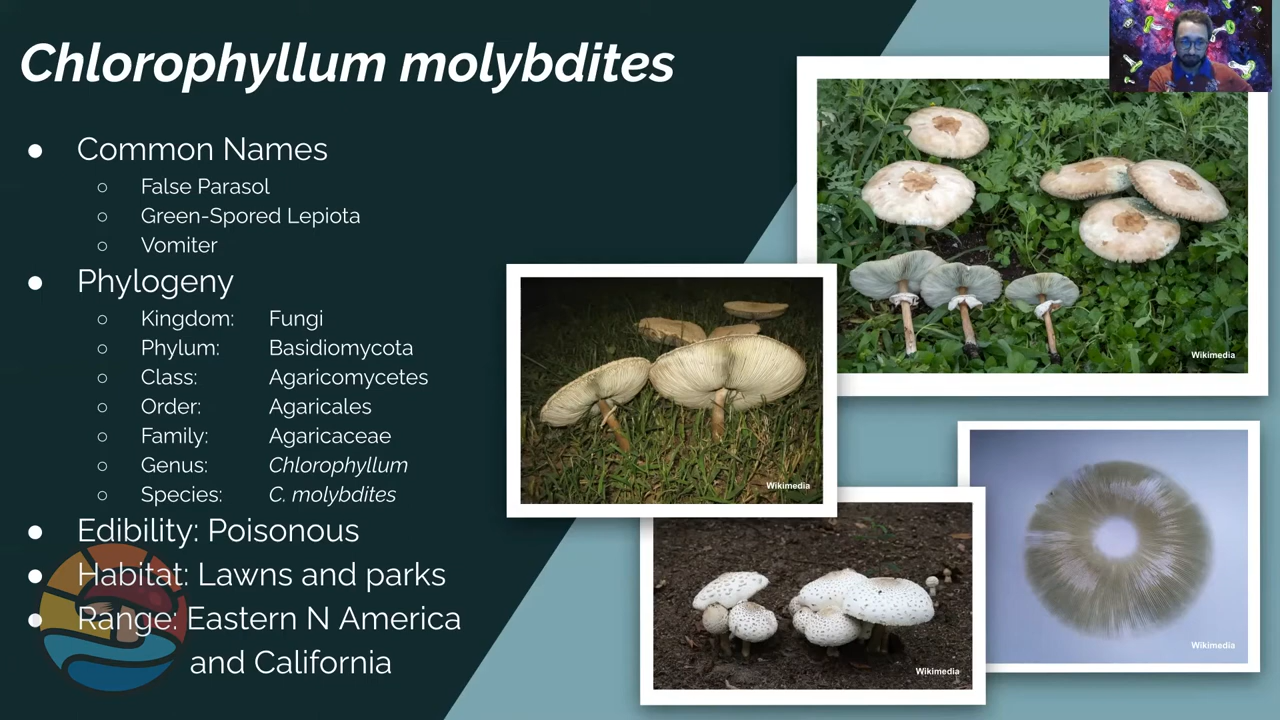 Chlorophyllum molybdites
● Common Names
○ False Parasol
○ Green-Spored Lepiota
○ Vomiter
● Phylogeny
○ Kingdom: Fungi
○ Phylum: Basidiomycota
○ Class: Agaricomycetes
○ Order: Agaricales
○ Family: Agaricaceae
○ Genus: Chlorophyllum
○ Species: C. molybdites
● Edibility: Poisonous
● Habitat: Lawns and parks
● Range: Eastern N America
and California
Wikimedia
Wikimedia
Wikimedia
Wikimedia